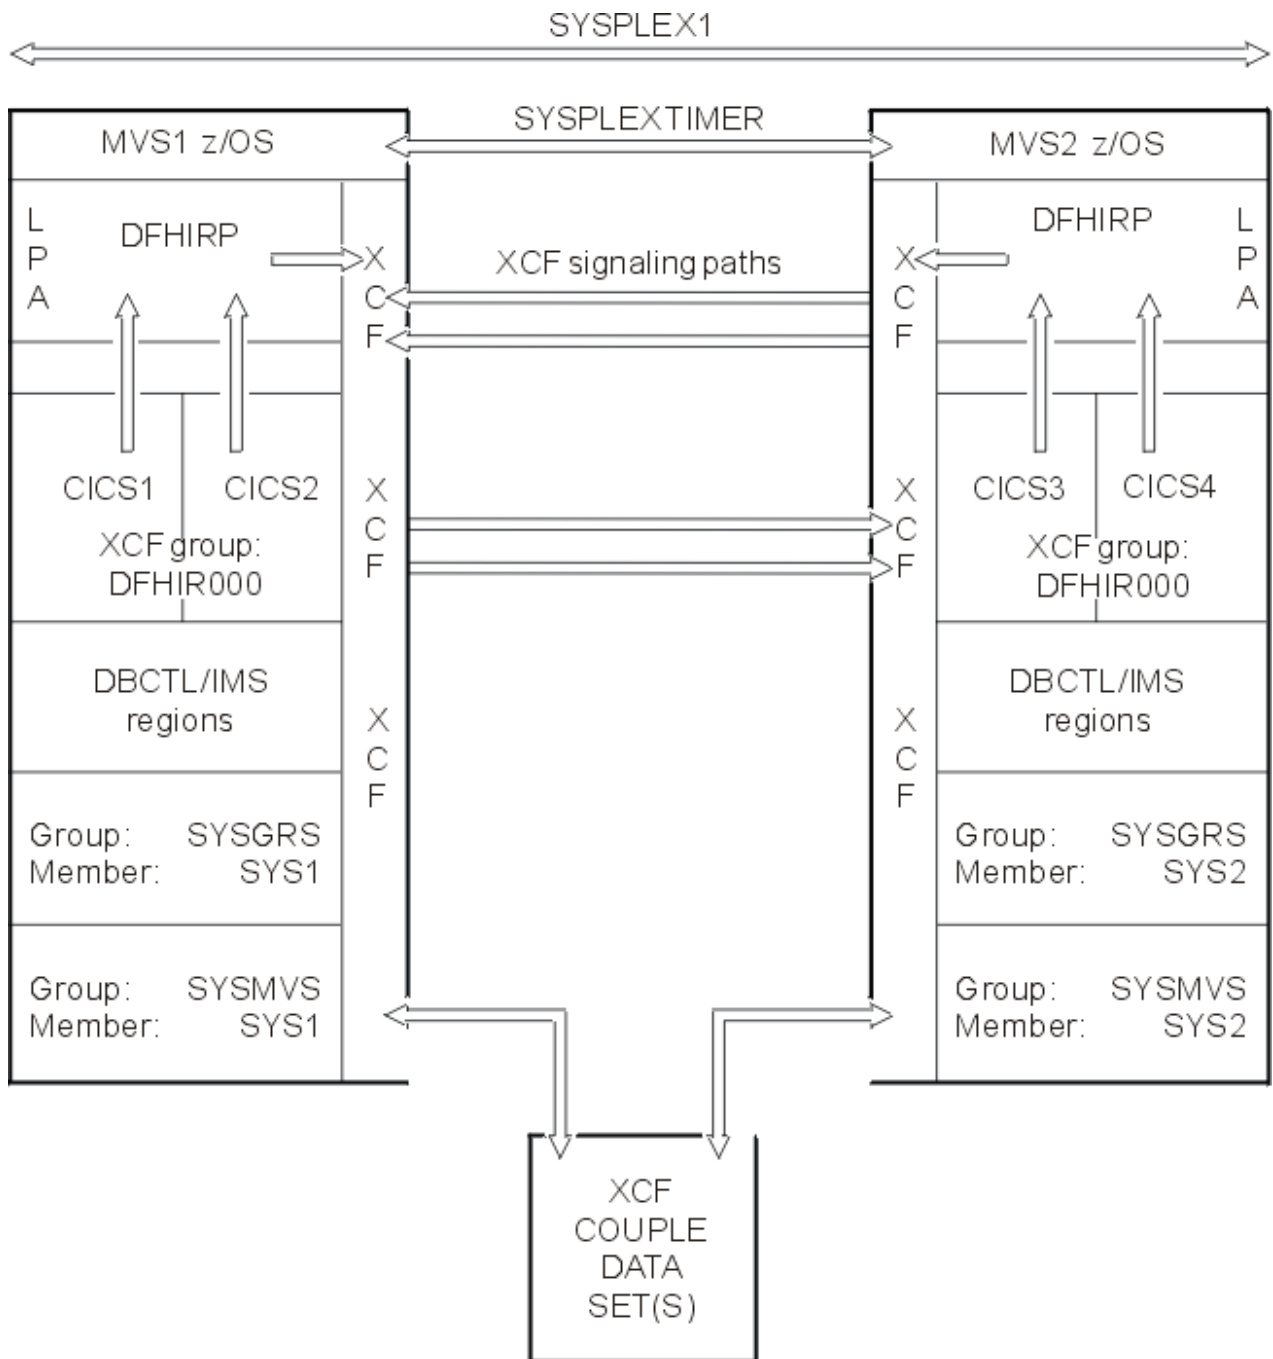 SYSPLEX1
SYSPLEXTIMER
MVS1 z/OS
MVS2 z/OS
L
P
A
DFHIRP
X
C
F
XCF signaling paths
X
C
F
DFHIRP
L
P
A
CICS1
CICS2
XCF group:
DFHIR000
X
C
F
X
C
F
CICS3
CICS4
XCF group:
DFHIR000
DBCTL/IMS
regions
X
C
F
X
C
F
DBCTL/IMS
regions
Group: SYSGRS
Member: SYS1
Group: SYSGRS
Member: SYS2
Group: SYSMVS
Member: SYS1
Group: SYSMVS
Member: SYS2
XCF
COUPLE
DATA
SET(S)